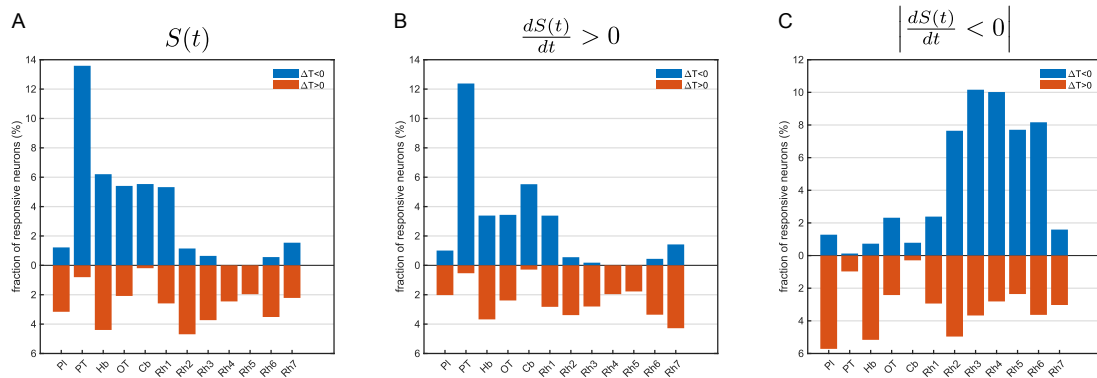 A
S(t)
fraction of responsive neurons (%)
14
12
10
8
6
4
2
0
2
4
6
ΔT<0
ΔT>0
Pl
PT
Hb
OT
Cb
Rh1
Rh2
Rh3
Rh4
Rh5
Rh6
Rh7
B
dS(t)/dt > 0
fraction of responsive neurons (%)
14
12
10
8
6
4
2
0
2
4
6
ΔT<0
ΔT>0
Pl
PT
Hb
OT
Cb
Rh1
Rh2
Rh3
Rh4
Rh5
Rh6
Rh7
C
|dS(t)/dt < 0|
fraction of responsive neurons (%)
12
10
8
6
4
2
0
2
4
6
ΔT<0
ΔT>0
Pl
PT
Hb
OT
Cb
Rh1
Rh2
Rh3
Rh4
Rh5
Rh6
Rh7